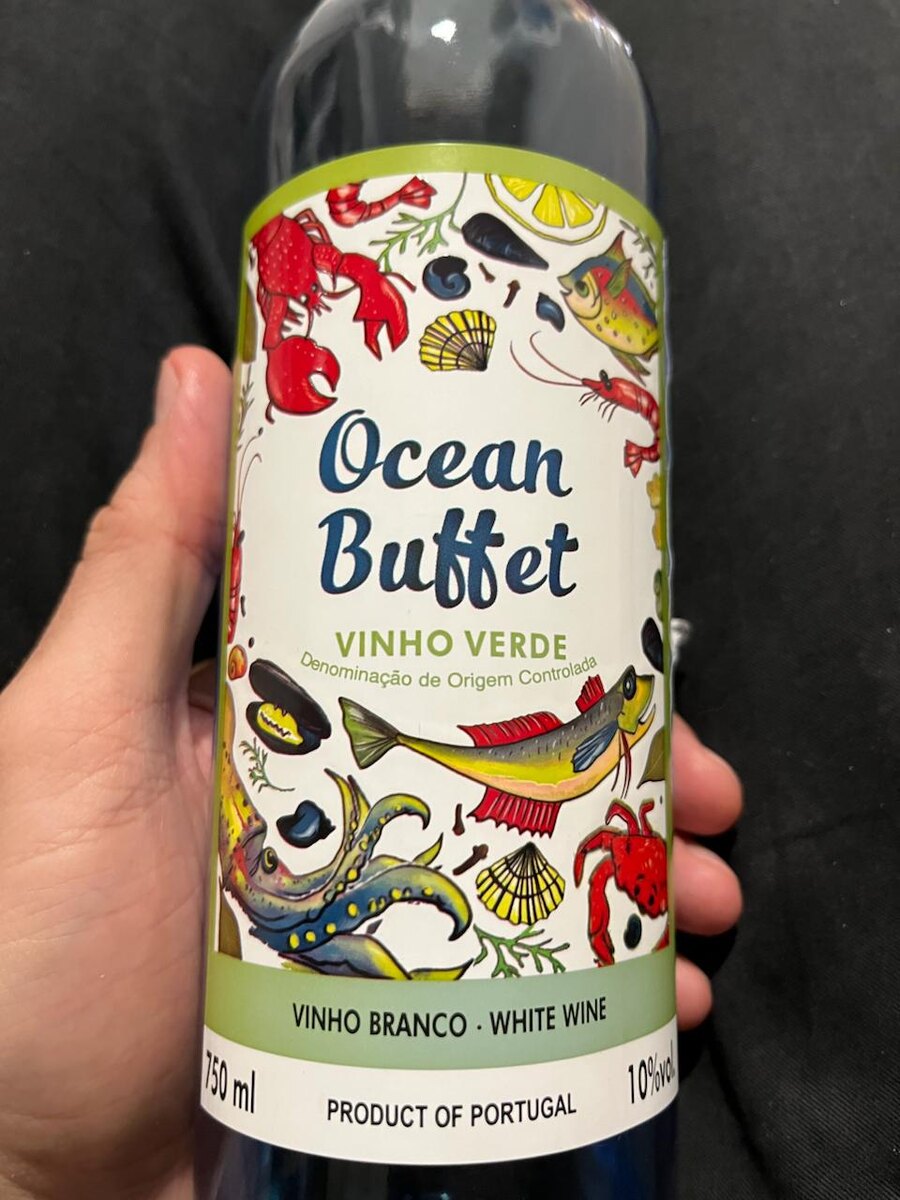 Ocean
Buffet
VINHO VERDE
Denominação de Origem Controlada
VINHO BRANCO · WHITE WINE
750 ml
PRODUCT OF PORTUGAL
10%vol.